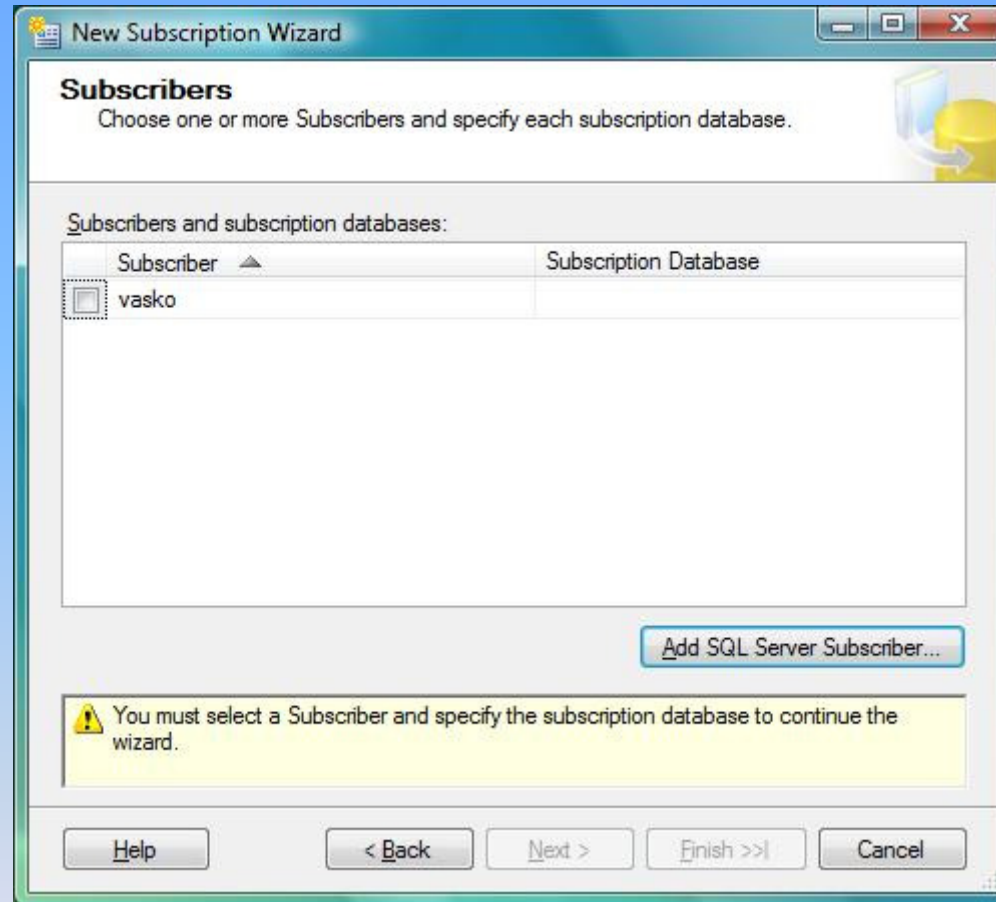 New Subscription Wizard
Subscribers
Choose one or more Subscribers and specify each subscription database.
Subscribers and subscription databases:
Subscriber Subscription Database
vasko
Add SQL Server Subscriber...
You must select a Subscriber and specify the subscription database to continue the
wizard.
Help < Back Next > Finish >>| Cancel